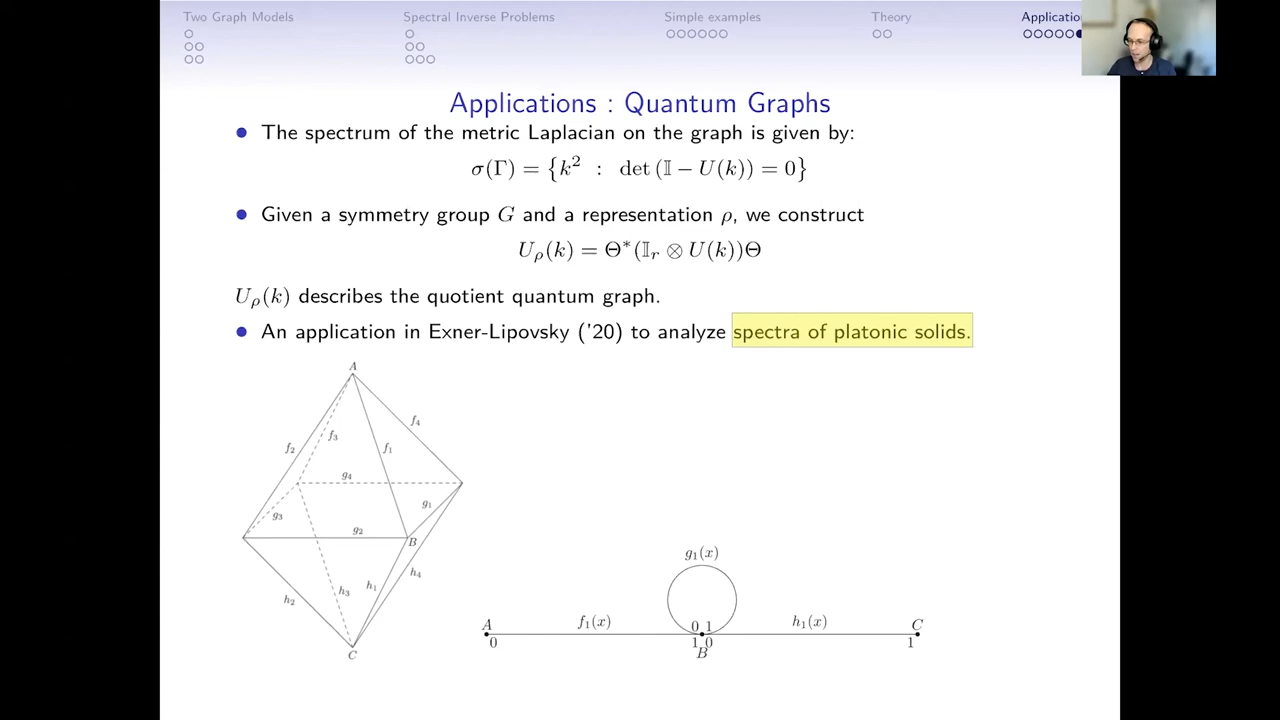 Two Graph Models Spectral Inverse Problems Simple examples Theory Applicatio
Applications : Quantum Graphs
• The spectrum of the metric Laplacian on the graph is given by:
σ(Γ) = {k² : det (𝕀 − U(k)) = 0}
• Given a symmetry group G and a representation ρ, we construct
U_ρ(k) = Θ*(𝕀_r ⊗ U(k))Θ
U_ρ(k) describes the quotient quantum graph.
• An application in Exner-Lipovsky ('20) to analyze spectra of platonic solids.
A
f₄
f₃
f₂ f₁
g₄
g₁
g₃
g₂
B
h₄
h₁
h₃
h₂
C
g₁(x)
A f₁(x) 0 1 h₁(x) C
0 1 0 1
B